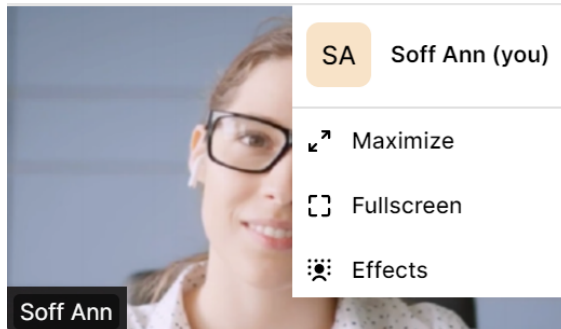 SA
Soff Ann (you)
Maximize
Fullscreen
Effects
Soff Ann